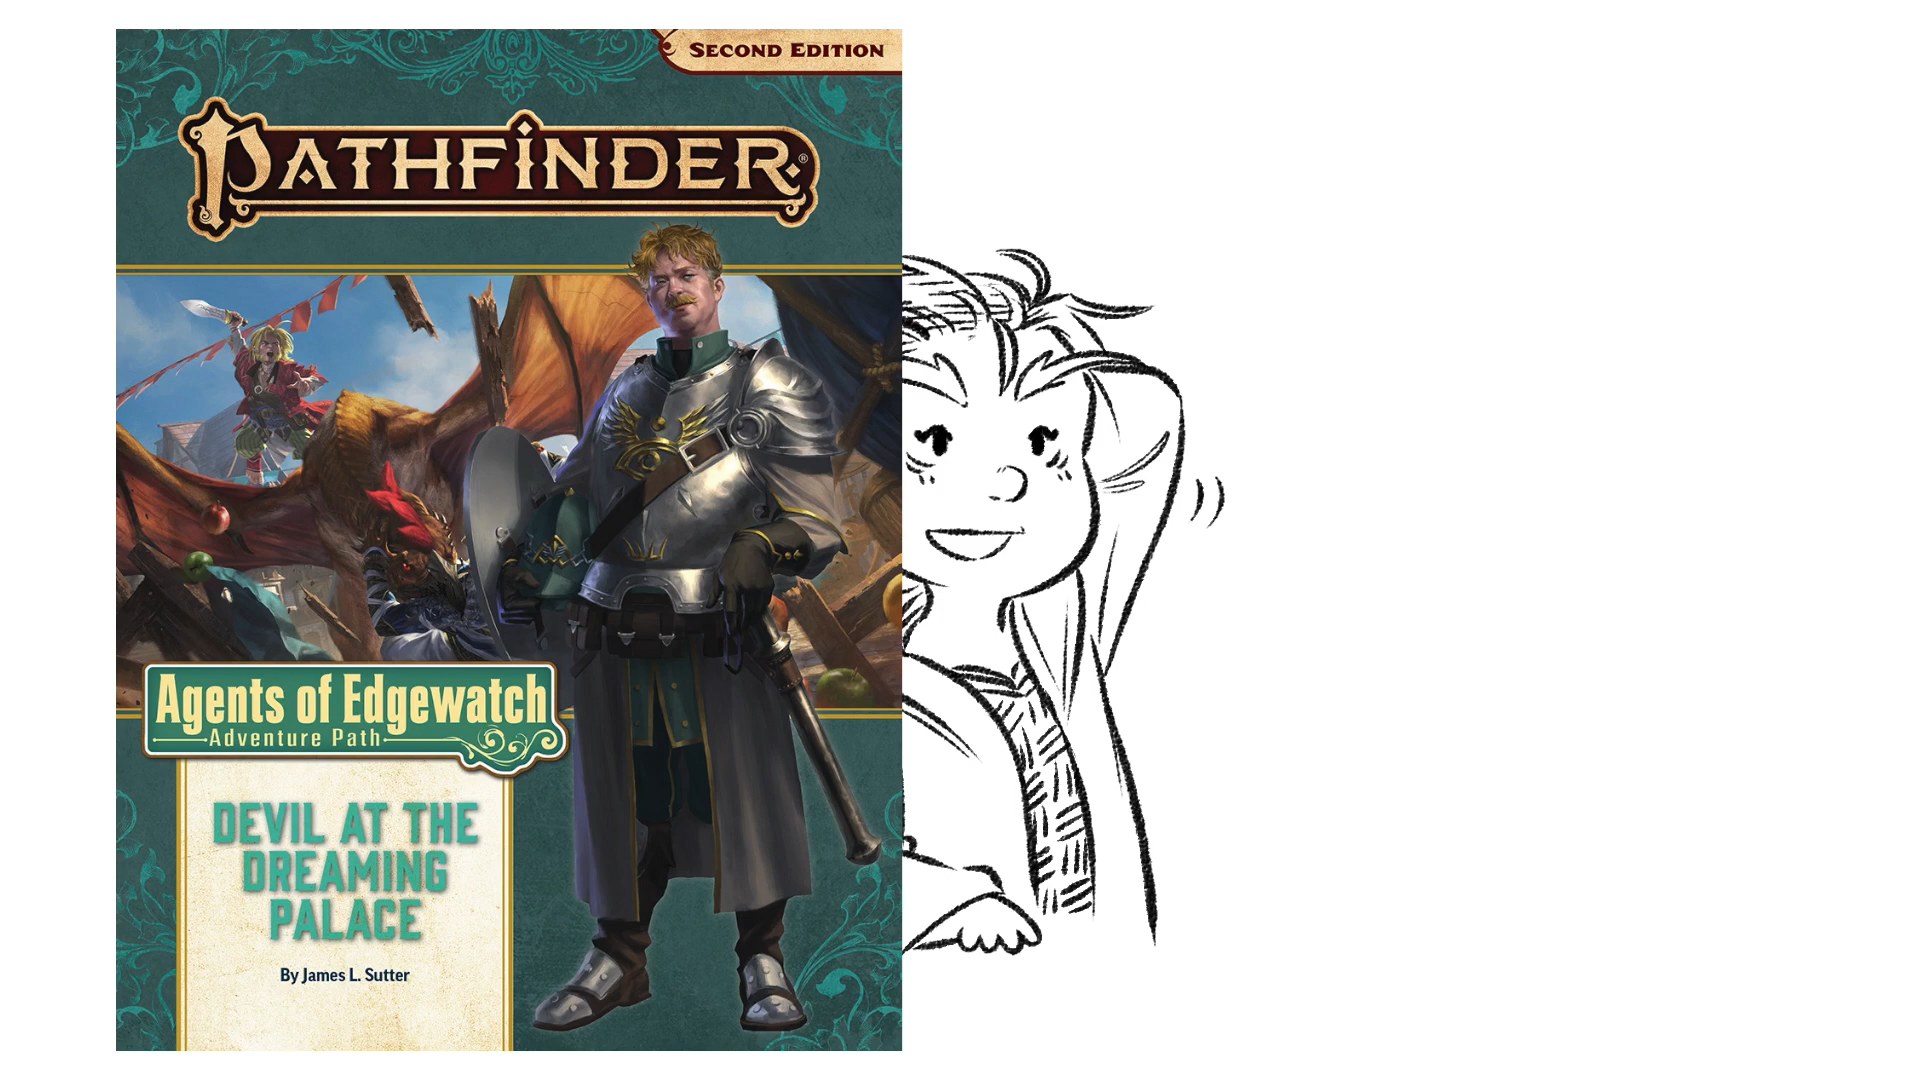 SECOND EDITION
PATHFINDER®
Agents of Edgewatch
Adventure Path
DEVIL AT THE
DREAMING
PALACE
By James L. Sutter